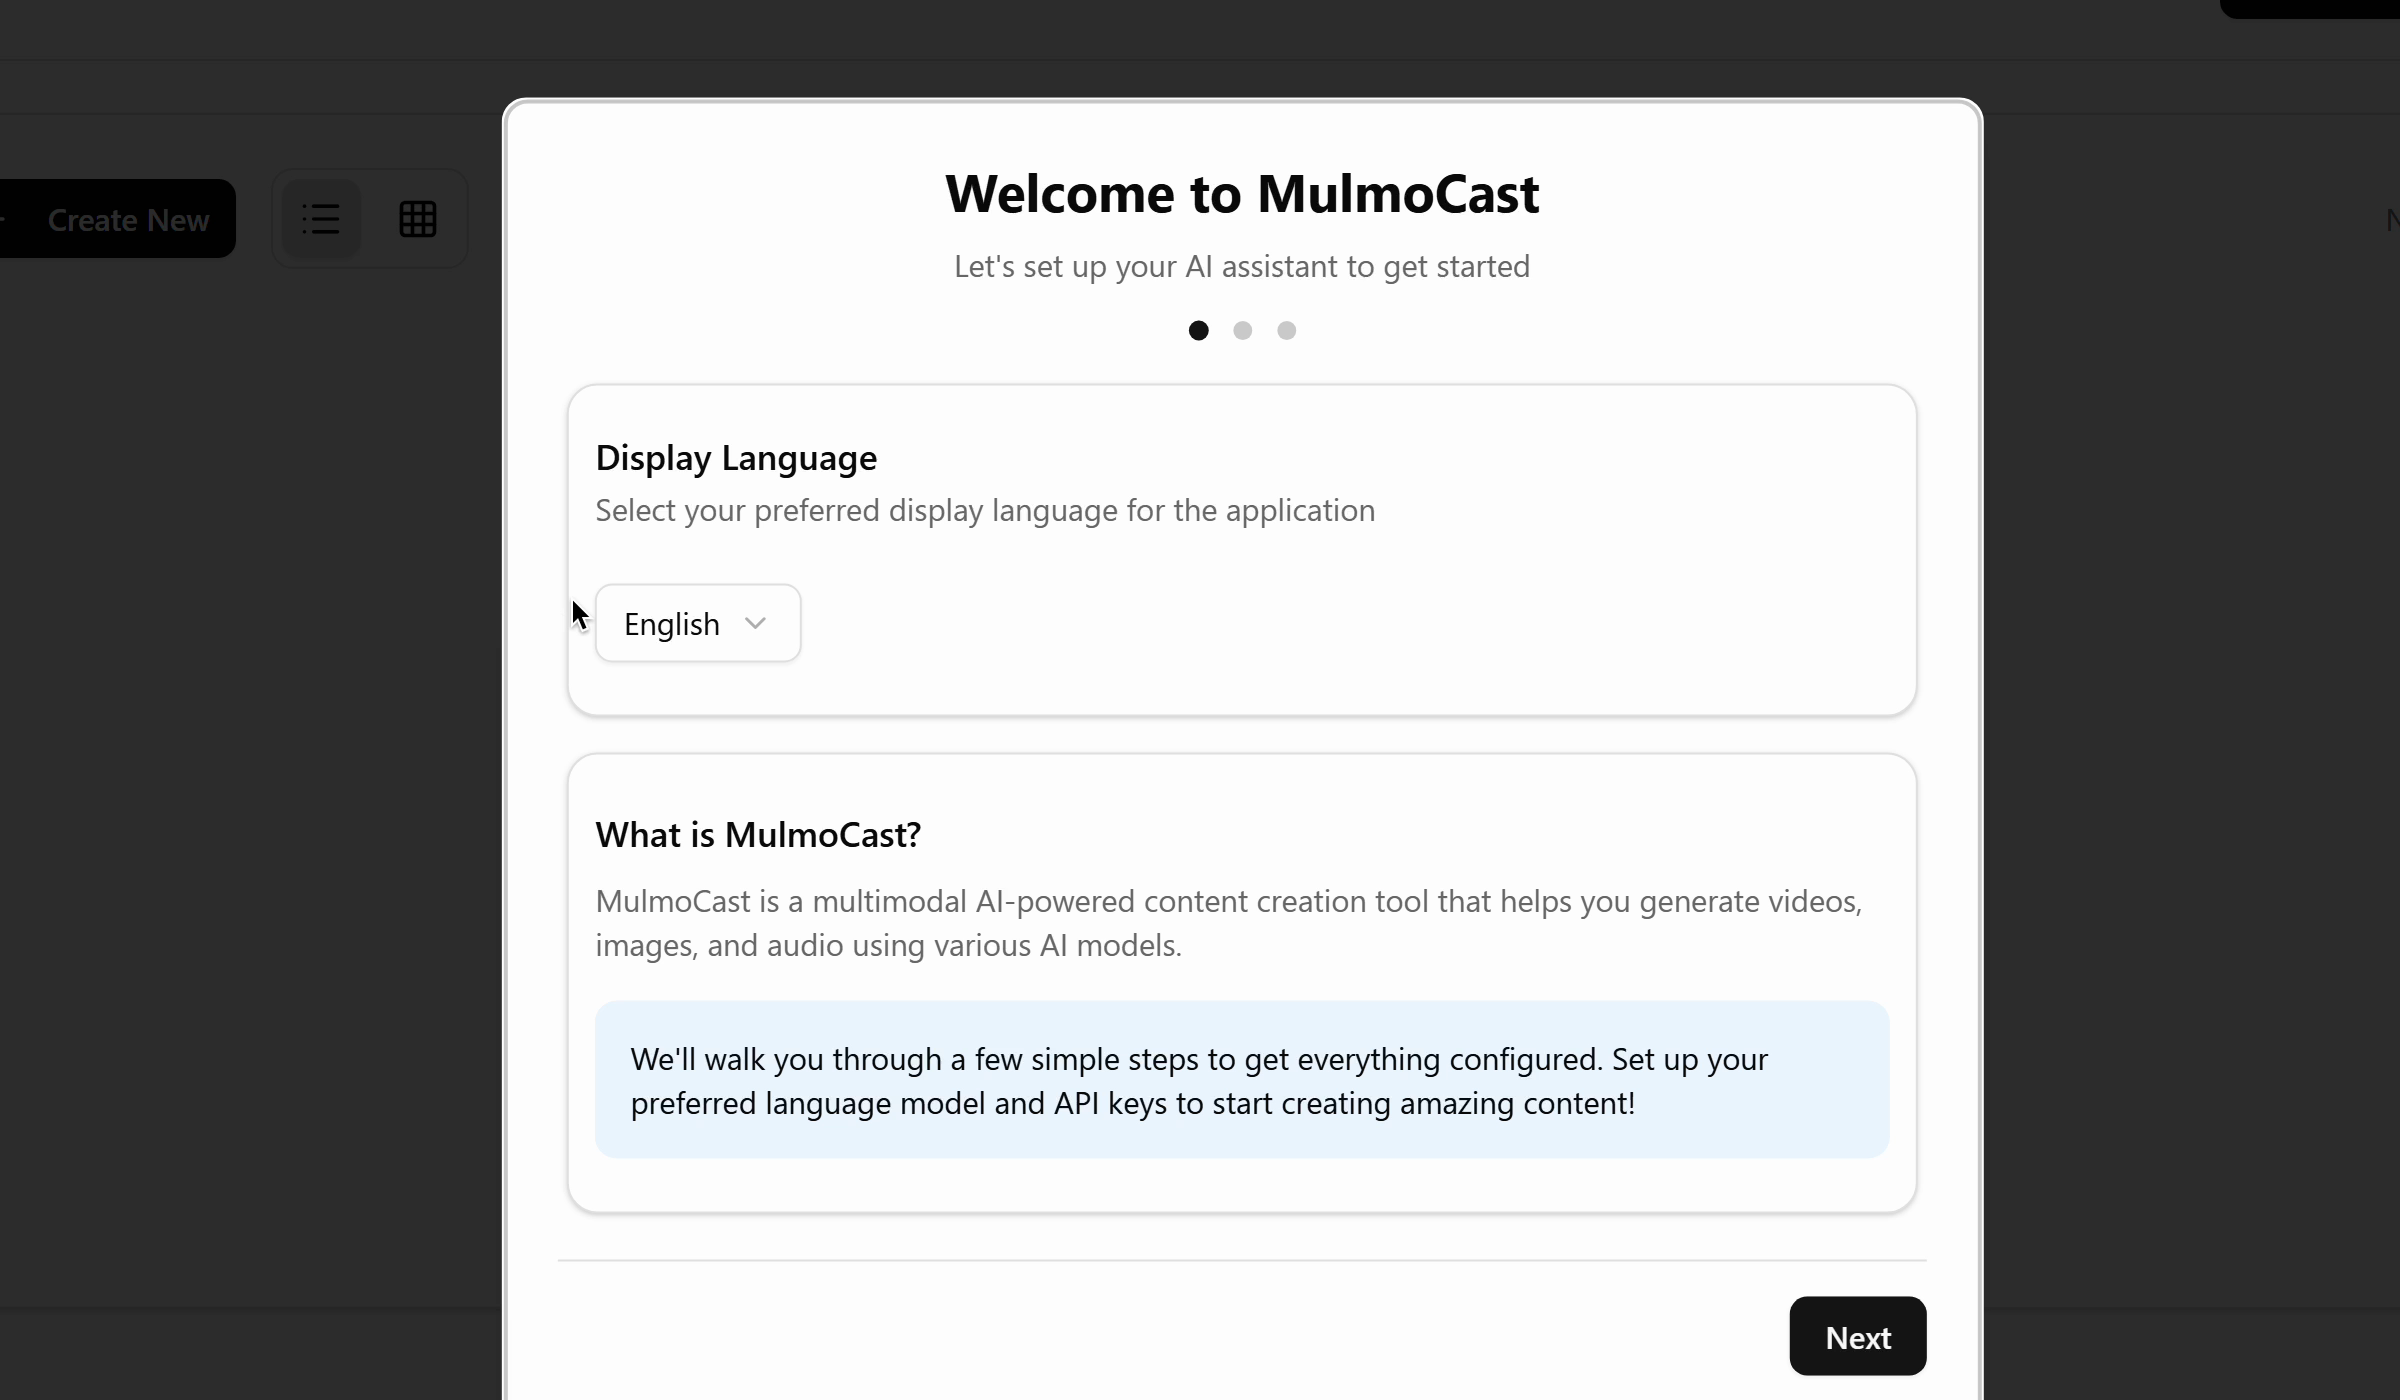 Create New
Welcome to MulmoCast
Let's set up your AI assistant to get started
Display Language
Select your preferred display language for the application
English
What is MulmoCast?
MulmoCast is a multimodal AI-powered content creation tool that helps you generate videos,
images, and audio using various AI models.
We'll walk you through a few simple steps to get everything configured. Set up your
preferred language model and API keys to start creating amazing content!
Next